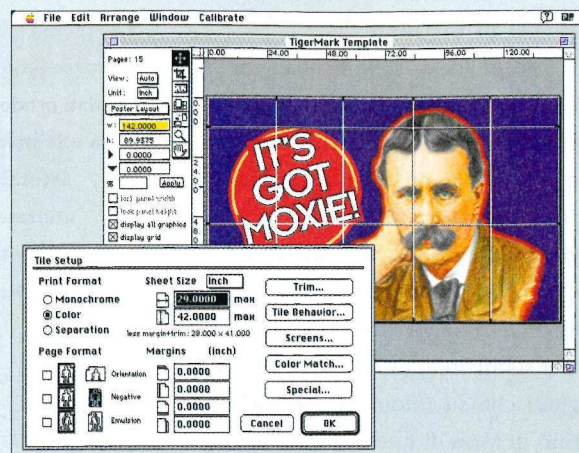 File Edit Arrange Window Calibrate
TigerMark Template
Pages: 15
0.00 24.00 48.00 72.00 96.00 120.00
View: Auto
Unit: Inch
Poster Layout
w: 142.0000
h: 89.9375
0.0000
0.0000
% Apply
lock panel width
lock panel height
display all graphics
display grid
IT'S
GOT
MOXIE!
Tile Setup
Print Format Sheet Size inch
Monochrome 29.0000 max
Color 42.0000 max
Separation less margin+trim: 28.000 x 41.000
Page Format Margins (inch)
Orientation 0.0000
0.0000
Negative 0.0000
Emulsion 0.0000
Trim...
Tile Behavior...
Screens...
Color Match...
Special...
Cancel OK